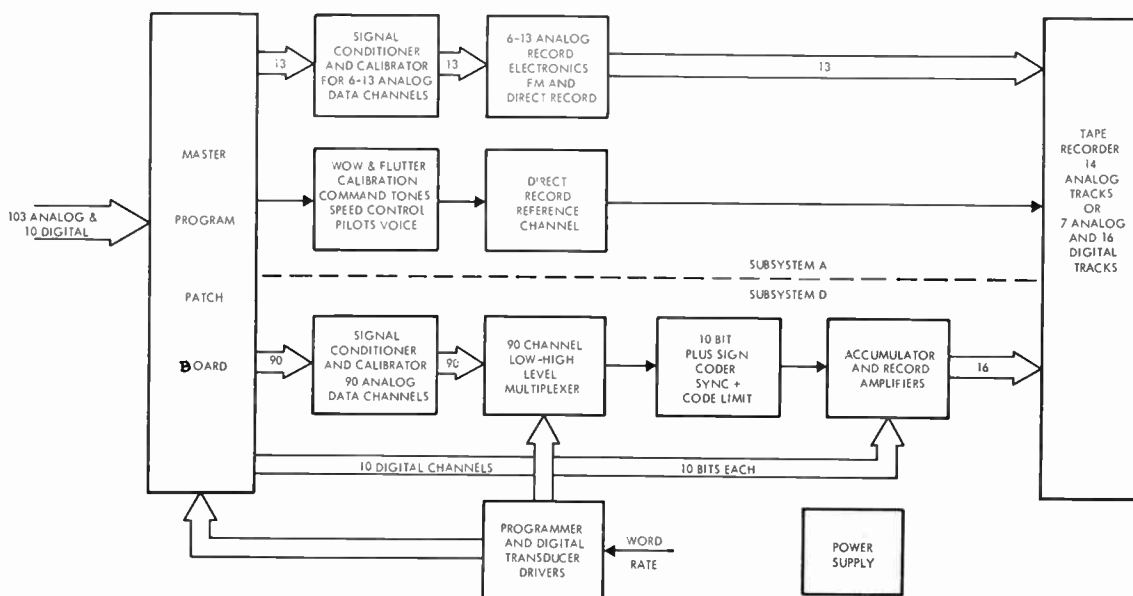 103 ANALOG &
10 DIGITAL
MASTER
PROGRAM
PATCH
BOARD
13
SIGNAL
CONDITIONER
AND CALIBRATOR
FOR 6-13 ANALOG
DATA CHANNELS
13
6-13 ANALOG
RECORD
ELECTRONICS
FM AND
DIRECT RECORD
13
WOW & FLUTTER
CALIBRATION
COMMAND TONES
SPEED CONTROL
PILOTS VOICE
DIRECT
RECORD
REFERENCE
CHANNEL
TAPE
RECORDER
14
ANALOG
TRACKS
OR
7 ANALOG
AND 16
DIGITAL
TRACKS
SUBSYSTEM A
SUBSYSTEM D
90
SIGNAL
CONDITIONER
AND CALIBRATOR
90 ANALOG
DATA CHANNELS
90
90 CHANNEL
LOW-HIGH
LEVEL
MULTIPLEXER
10 BIT
PLUS SIGN
CODER
SYNC +
CODE LIMIT
ACCUMULATOR
AND RECORD
AMPLIFIERS
16
10 DIGITAL CHANNELS
10 BITS EACH
PROGRAMMER
AND DIGITAL
TRANSDUCER
DRIVERS
WORD
RATE
POWER
SUPPLY